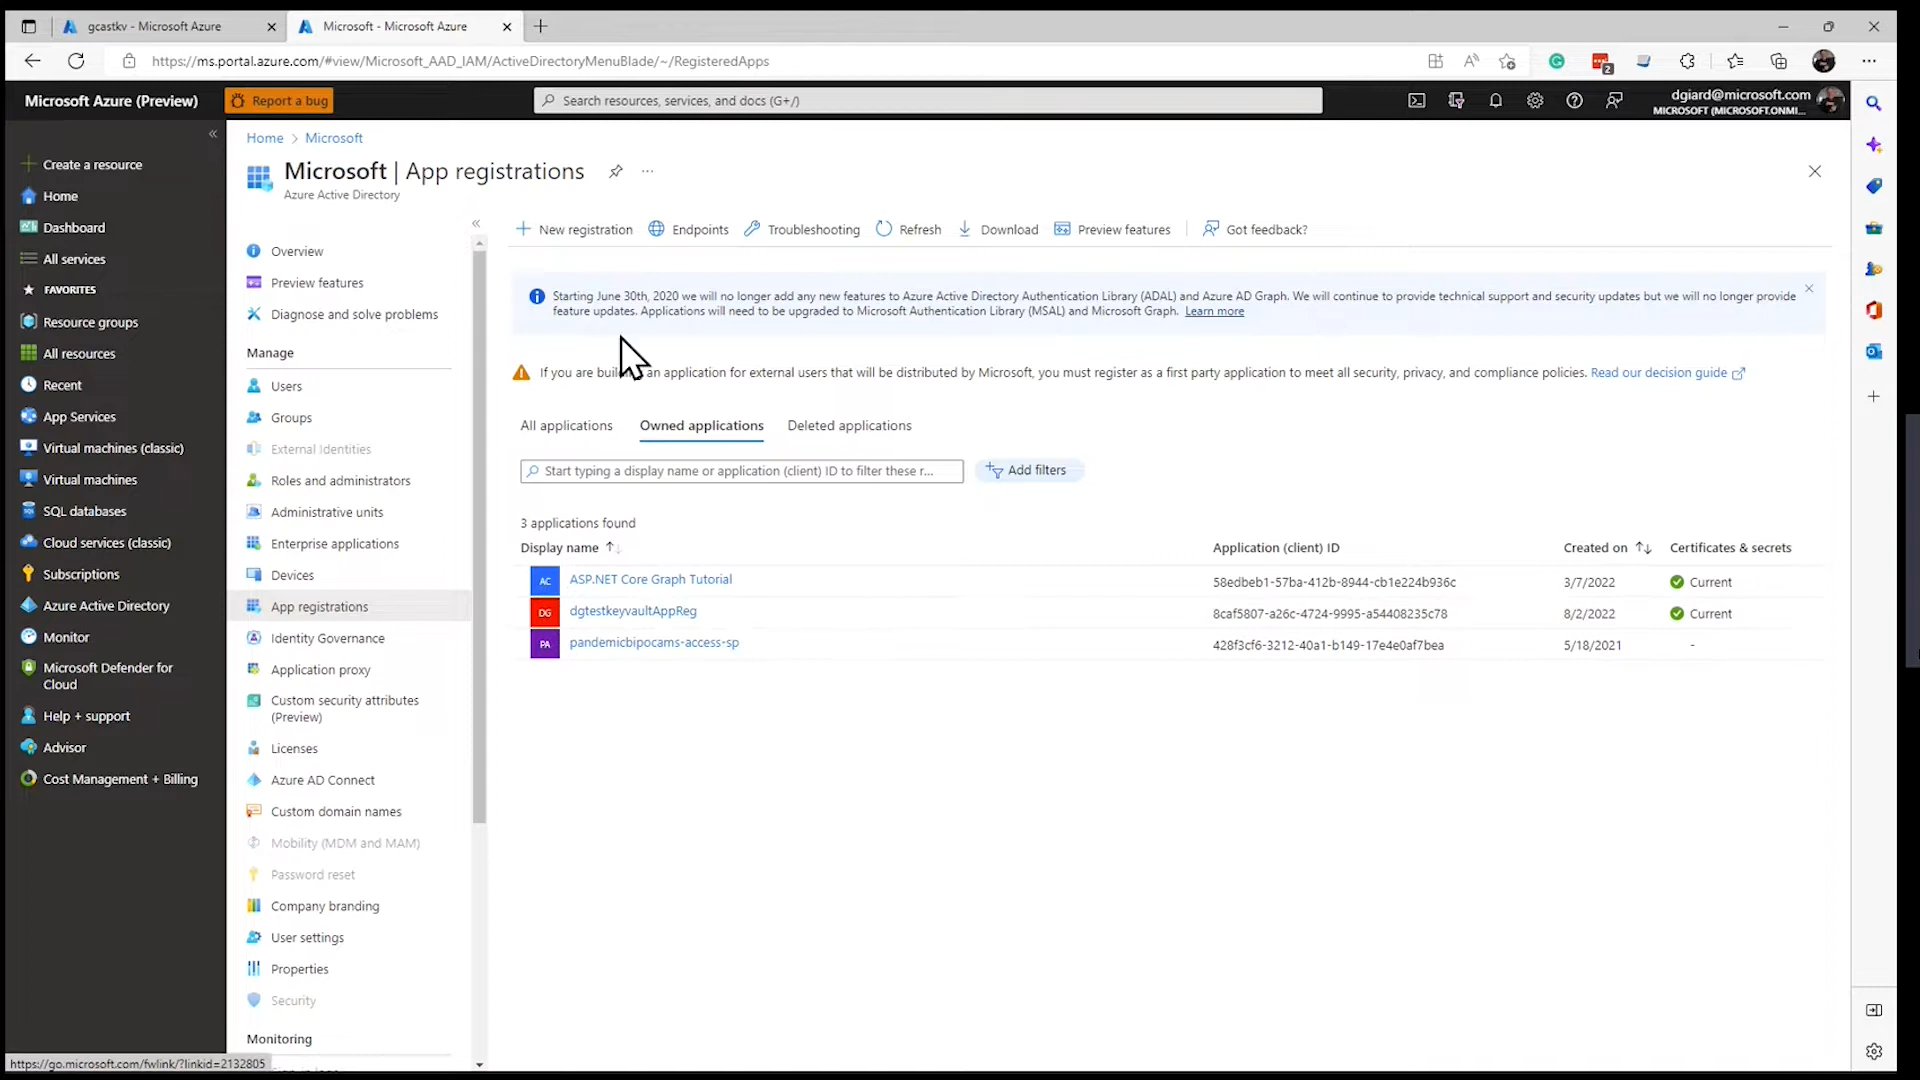 gcastkv - Microsoft Azure
Microsoft - Microsoft Azure
https://ms.portal.azure.com/#view/Microsoft_AAD_IAM/ActiveDirectoryMenuBlade/~/RegisteredApps
2
Microsoft Azure (Preview)
Report a bug
Search resources, services, and docs (G+/)
dgiard@microsoft.com
MICROSOFT (MICROSOFT.ONMI...
Create a resource
Home
Dashboard
All services
FAVORITES
Resource groups
All resources
Recent
App Services
Virtual machines (classic)
Virtual machines
SQL databases
Cloud services (classic)
Subscriptions
Azure Active Directory
Monitor
Microsoft Defender for
Cloud
Help + support
Advisor
Cost Management + Billing
Home > Microsoft
Microsoft | App registrations
Azure Active Directory
Overview
Preview features
Diagnose and solve problems
Manage
Users
Groups
External Identities
Roles and administrators
Administrative units
Enterprise applications
Devices
App registrations
Identity Governance
Application proxy
Custom security attributes
(Preview)
Licenses
Azure AD Connect
Custom domain names
Mobility (MDM and MAM)
Password reset
Company branding
User settings
Properties
Security
Monitoring
New registration
Endpoints
Troubleshooting
Refresh
Download
Preview features
Got feedback?
Starting June 30th, 2020 we will no longer add any new features to Azure Active Directory Authentication Library (ADAL) and Azure AD Graph. We will continue to provide technical support and security updates but we will no longer provide
feature updates. Applications will need to be upgraded to Microsoft Authentication Library (MSAL) and Microsoft Graph. Learn more
If you are an application for external users that will be distributed by Microsoft, you must register as a first party application to meet all security, privacy, and compliance policies. Read our decision guide
All applications
Owned applications
Deleted applications
Start typing a display name or application (client) ID to filter these r...
Add filters
3 applications found
Display name
Application (client) ID
Created on
Certificates & secrets
AC ASP.NET Core Graph Tutorial 58edbeb1-57ba-412b-8944-cb1e224b936c 3/7/2022 Current
DG dgtestkeyvaultAppReg 8caf5807-a26c-4724-9995-a54408235c78 8/2/2022 Current
PA pandemicbipocams-access-sp 428f3cf6-3212-40a1-b149-17e4e0af7bea 5/18/2021 -
https://go.microsoft.com/fwlink/?linkid=2132805